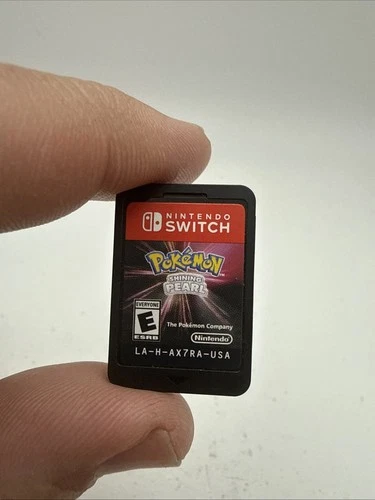 NINTENDO
SWITCH
POKéMON
SHINING
PEARL
EVERYONE
E
ESRB
The Pokémon Company
Nintendo
LA-H-AX7RA-USA